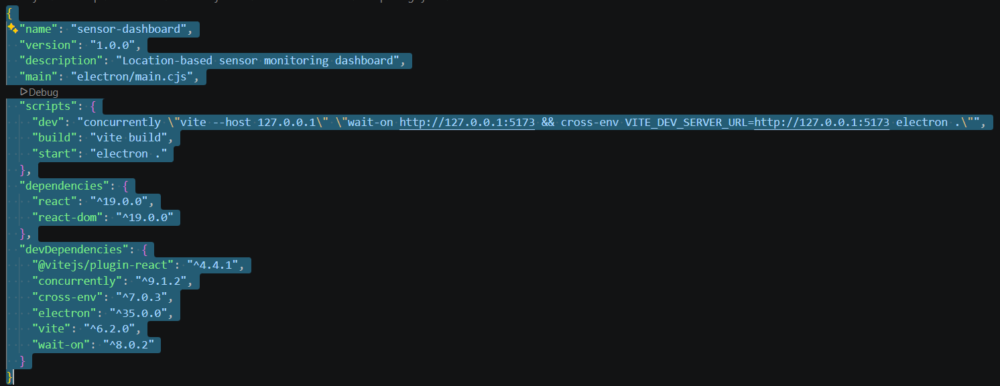 {
  "name": "sensor-dashboard",
  "version": "1.0.0",
  "description": "Location-based sensor monitoring dashboard",
  "main": "electron/main.cjs",
Debug
  "scripts": {
    "dev": "concurrently \"vite --host 127.0.0.1\" \"wait-on http://127.0.0.1:5173 && cross-env VITE_DEV_SERVER_URL=http://127.0.0.1:5173 electron .\"",
    "build": "vite build",
    "start": "electron ."
  },
  "dependencies": {
    "react": "^19.0.0",
    "react-dom": "^19.0.0"
  },
  "devDependencies": {
    "@vitejs/plugin-react": "^4.4.1",
    "concurrently": "^9.1.2",
    "cross-env": "^7.0.3",
    "electron": "^35.0.0",
    "vite": "^6.2.0",
    "wait-on": "^8.0.2"
  }
}